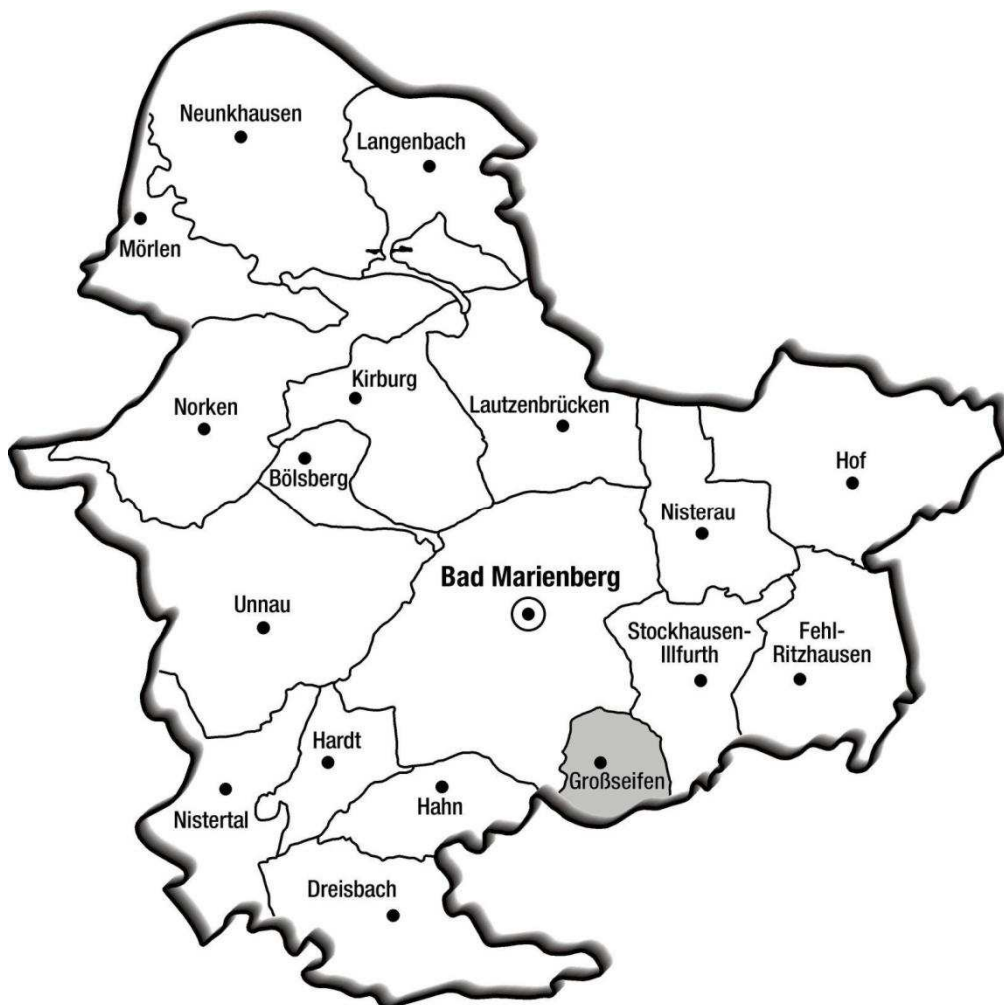 Neunkhausen
Langenbach
Mörlen
Kirburg
Norken
Lautzenbrücken
Bölsberg
Hof
Nisterau
Bad Marienberg
Unnau
Stockhausen-
Illfurth
Fehl-
Ritzhausen
Hardt
Großseifen
Nistertal
Hahn
Dreisbach